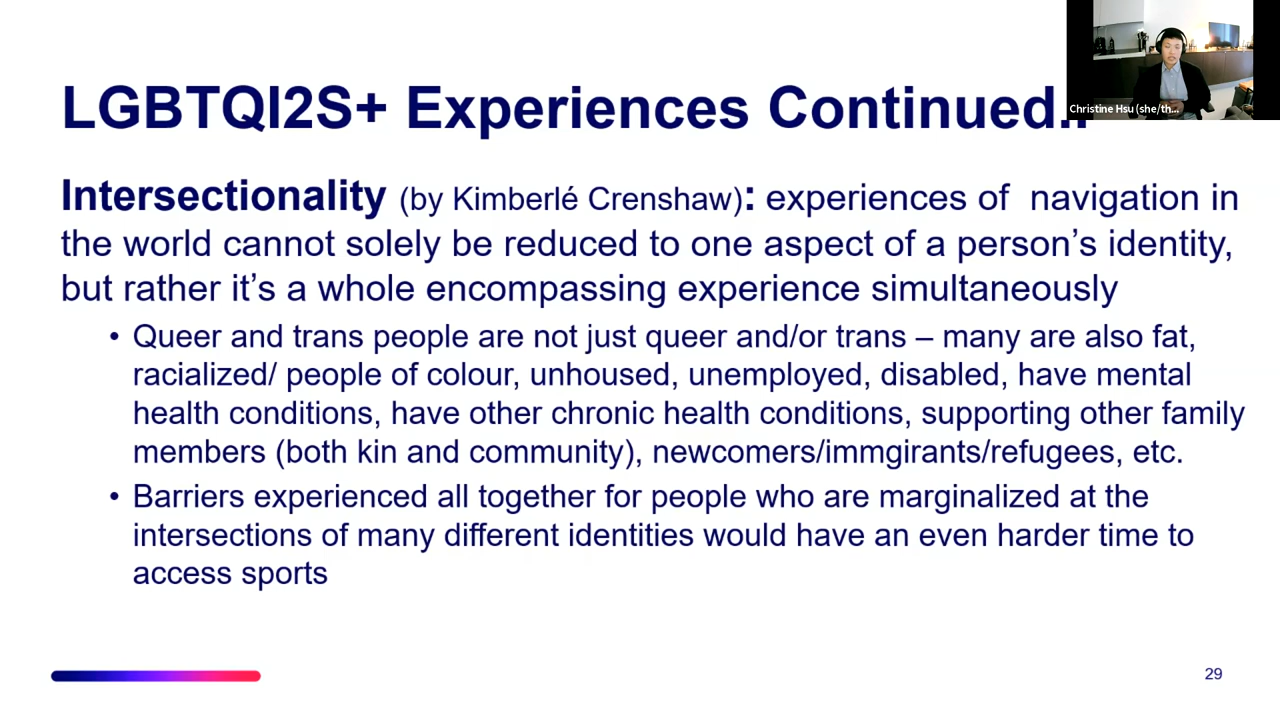 LGBTQI2S+ Experiences Continued..
Christine Hsu (she/th...
Intersectionality (by Kimberlé Crenshaw): experiences of navigation in
the world cannot solely be reduced to one aspect of a person’s identity,
but rather it’s a whole encompassing experience simultaneously
• Queer and trans people are not just queer and/or trans – many are also fat,
racialized/ people of colour, unhoused, unemployed, disabled, have mental
health conditions, have other chronic health conditions, supporting other family
members (both kin and community), newcomers/immgirants/refugees, etc.
• Barriers experienced all together for people who are marginalized at the
intersections of many different identities would have an even harder time to
access sports
29